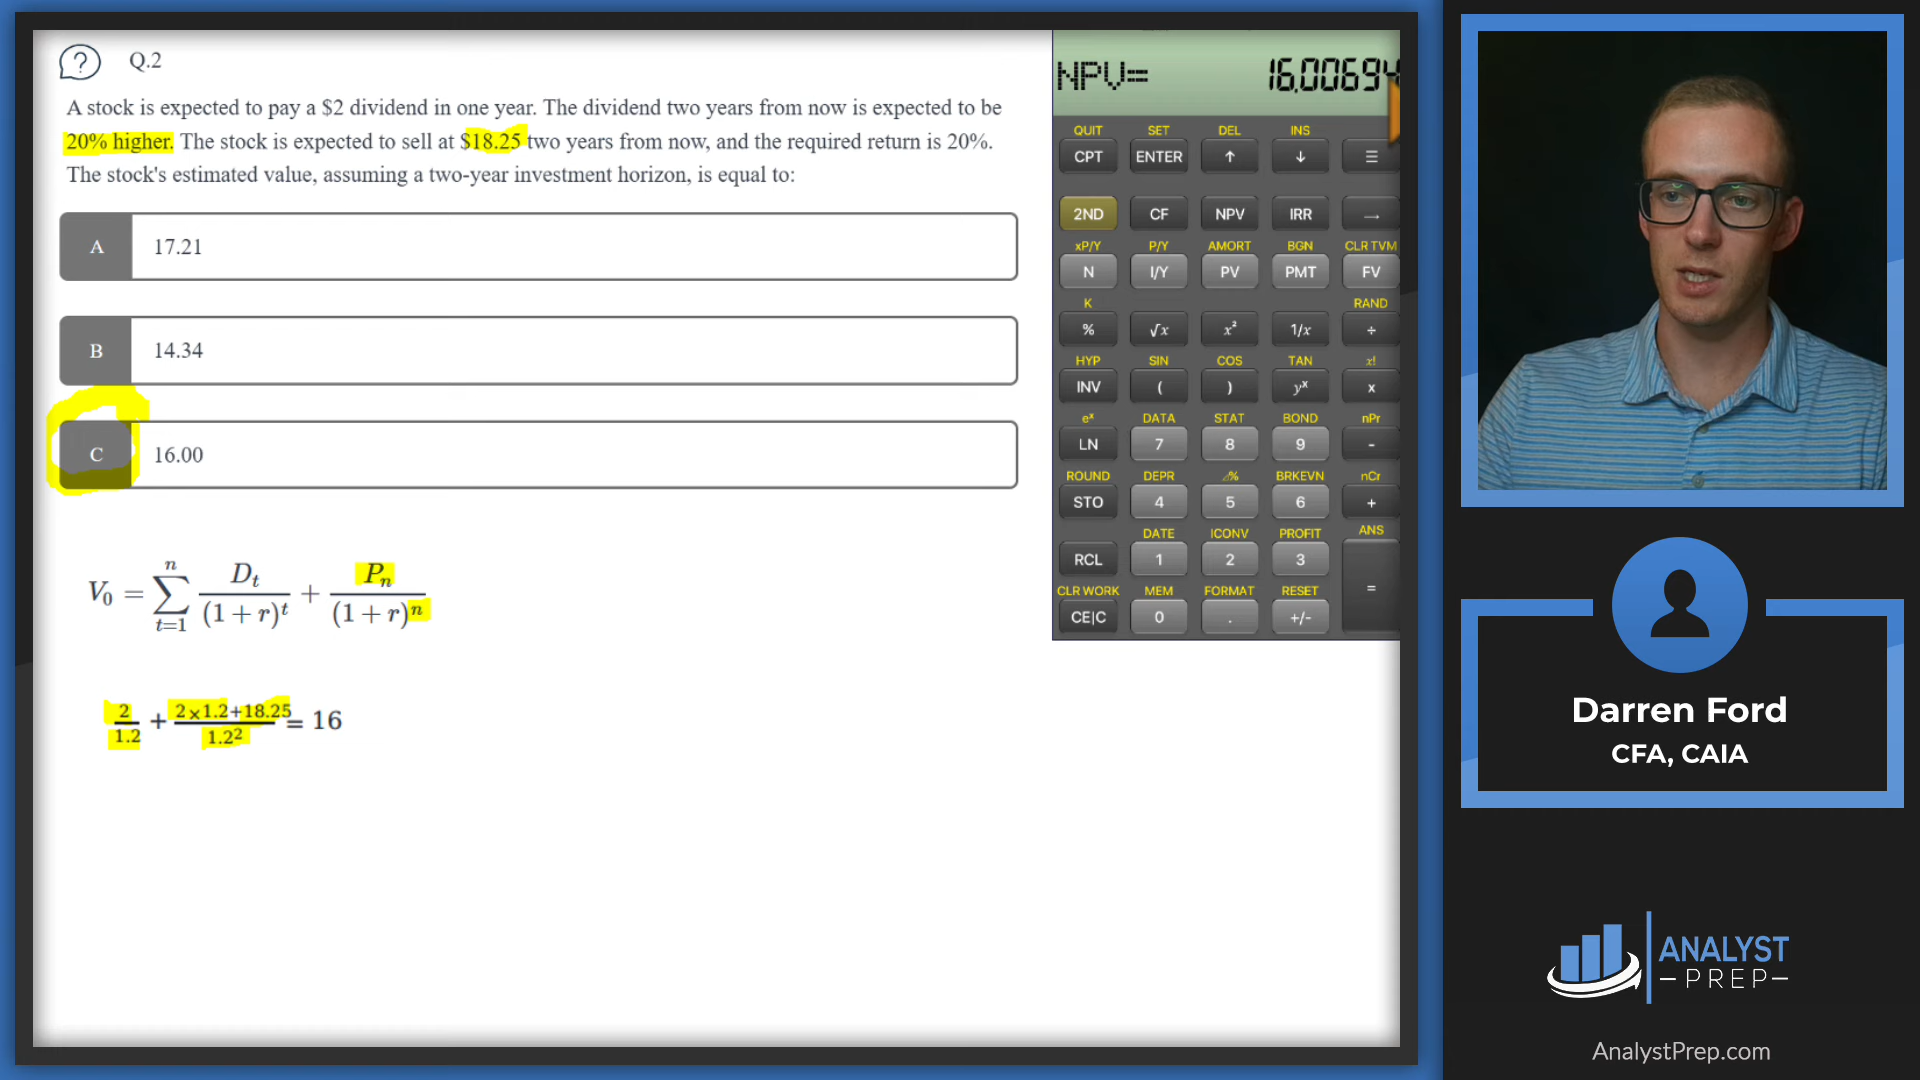 Q.2
A stock is expected to pay a $2 dividend in one year. The dividend two years from now is expected to be
20% higher. The stock is expected to sell at $18.25 two years from now, and the required return is 20%.
The stock's estimated value, assuming a two-year investment horizon, is equal to:
A 17.21
B 14.34
C 16.00
V₀ = ∑ₜ₌₁ⁿ Dₜ/(1 + r)ᵗ + Pₙ/(1 + r)ⁿ
2/1.2 + 2×1.2+18.25/1.2² = 16
NPV= 16.00694
QUIT SET DEL INS
CPT ENTER ↑ ↓ ☰
2ND CF NPV IRR →
xP/Y P/Y AMORT BGN CLR TVM
N I/Y PV PMT FV
K RAND
% √x x² 1/x ÷
HYP SIN COS TAN x!
INV ( ) yˣ x
eˣ DATA STAT BOND nPr
LN 7 8 9 -
ROUND DEPR ⊿% BRKEVN nCr
STO 4 5 6 +
DATE ICONV PROFIT ANS
RCL 1 2 3 =
CLR WORK MEM FORMAT RESET
CE|C 0 . +/-
Darren Ford
CFA, CAIA
ANALYST
PREP
AnalystPrep.com